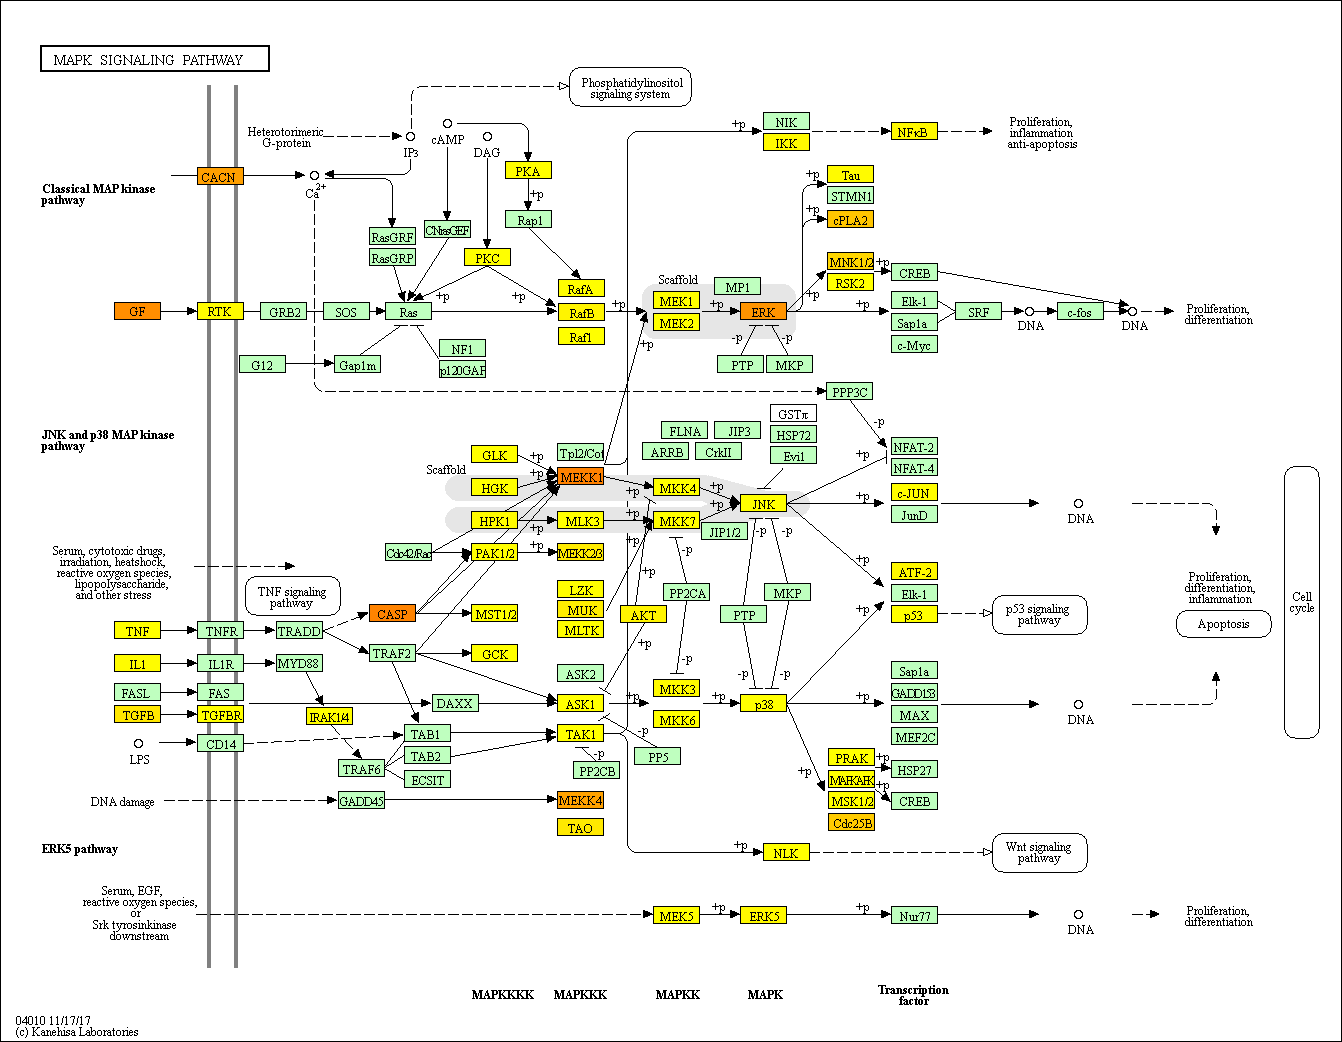 MAPK SIGNALING PATHWAY
Phosphatidylinositol
signaling system
Heterotorimeric
G-protein
IP3
cAMP
DAG
+p
NIK
IKK
NFκB
Proliferation,
inflammation
anti-apoptosis
Classical MAP kinase
pathway
CACN
Ca2+
PKA
+p
Rap1
+p
Tau
STMN1
+p
cPLA2
RasGRF
RasGRP
CNrasGEF
PKC
RafA
RafB
Raf1
+p
+p
+p
Scaffold
MEK1
MEK2
+p
MP1
ERK
+p
MNK1/2
RSK2
+p
CREB
GF
RTK
GRB2
SOS
Ras
+p
Elk-1
Sap1a
c-Myc
SRF
DNA
c-fos
DNA
Proliferation,
differentiation
G12
Gap1m
NF1
p120GAP
+p
-p
-p
PTP
MKP
PPP3C
-p
JNK and p38 MAP kinase
pathway
GSTπ
HSP72
Evi1
FLNA
JIP3
ARRB
CrkII
NFAT-2
NFAT-4
Scaffold
GLK
HGK
HPK1
PAK1/2
+p
+p
+p
+p
Tpl2/Cot
MEKK1
MLK3
MEKK2/3
+p
+p
+p
+p
MKK4
MKK7
+p
+p
JIP1/2
JNK
+p
+p
c-JUN
JunD
DNA
Cdc42/Rac
Serum, cytotoxic drugs,
irradiation, heatshock,
reactive oxygen species,
lipopolysaccharide,
and other stress
TNF signaling
pathway
CASP
MST1/2
LZK
MUK
MLTK
AKT
+p
+p
-p
PP2CA
-p
-p
-p
PTP
MKP
+p
ATF-2
Elk-1
p53
+p
p53 signaling
pathway
Proliferation,
differentiation,
inflammation
Apoptosis
Cell
cycle
TNF
TNFR
TRADD
TRAF2
GCK
IL1
IL1R
MYD88
FASL
FAS
TGFB
TGFBR
IRAK1/4
DAXX
ASK2
ASK1
+p
-p
MKK3
MKK6
+p
-p
-p
p38
+p
Sap1a
GADD153
MAX
MEF2C
DNA
LPS
CD14
TAB1
TAB2
ECSIT
TRAF6
TAK1
-p
PP2CB
-p
PP5
+p
PRAK
MAPKAPK
MSK1/2
Cdc25B
+p
+p
HSP27
CREB
DNA damage
GADD45
MEKK4
TAO
ERK5 pathway
+p
NLK
Wnt signaling
pathway
Serum, EGF,
reactive oxygen species,
or
Srk tyrosinkinase
downstream
MEK5
+p
ERK5
+p
Nur77
DNA
Proliferation,
differentiation
MAPKKKK
MAPKKK
MAPKK
MAPK
Transcription
factor
04010 11/17/17
(c) Kanehisa Laboratories